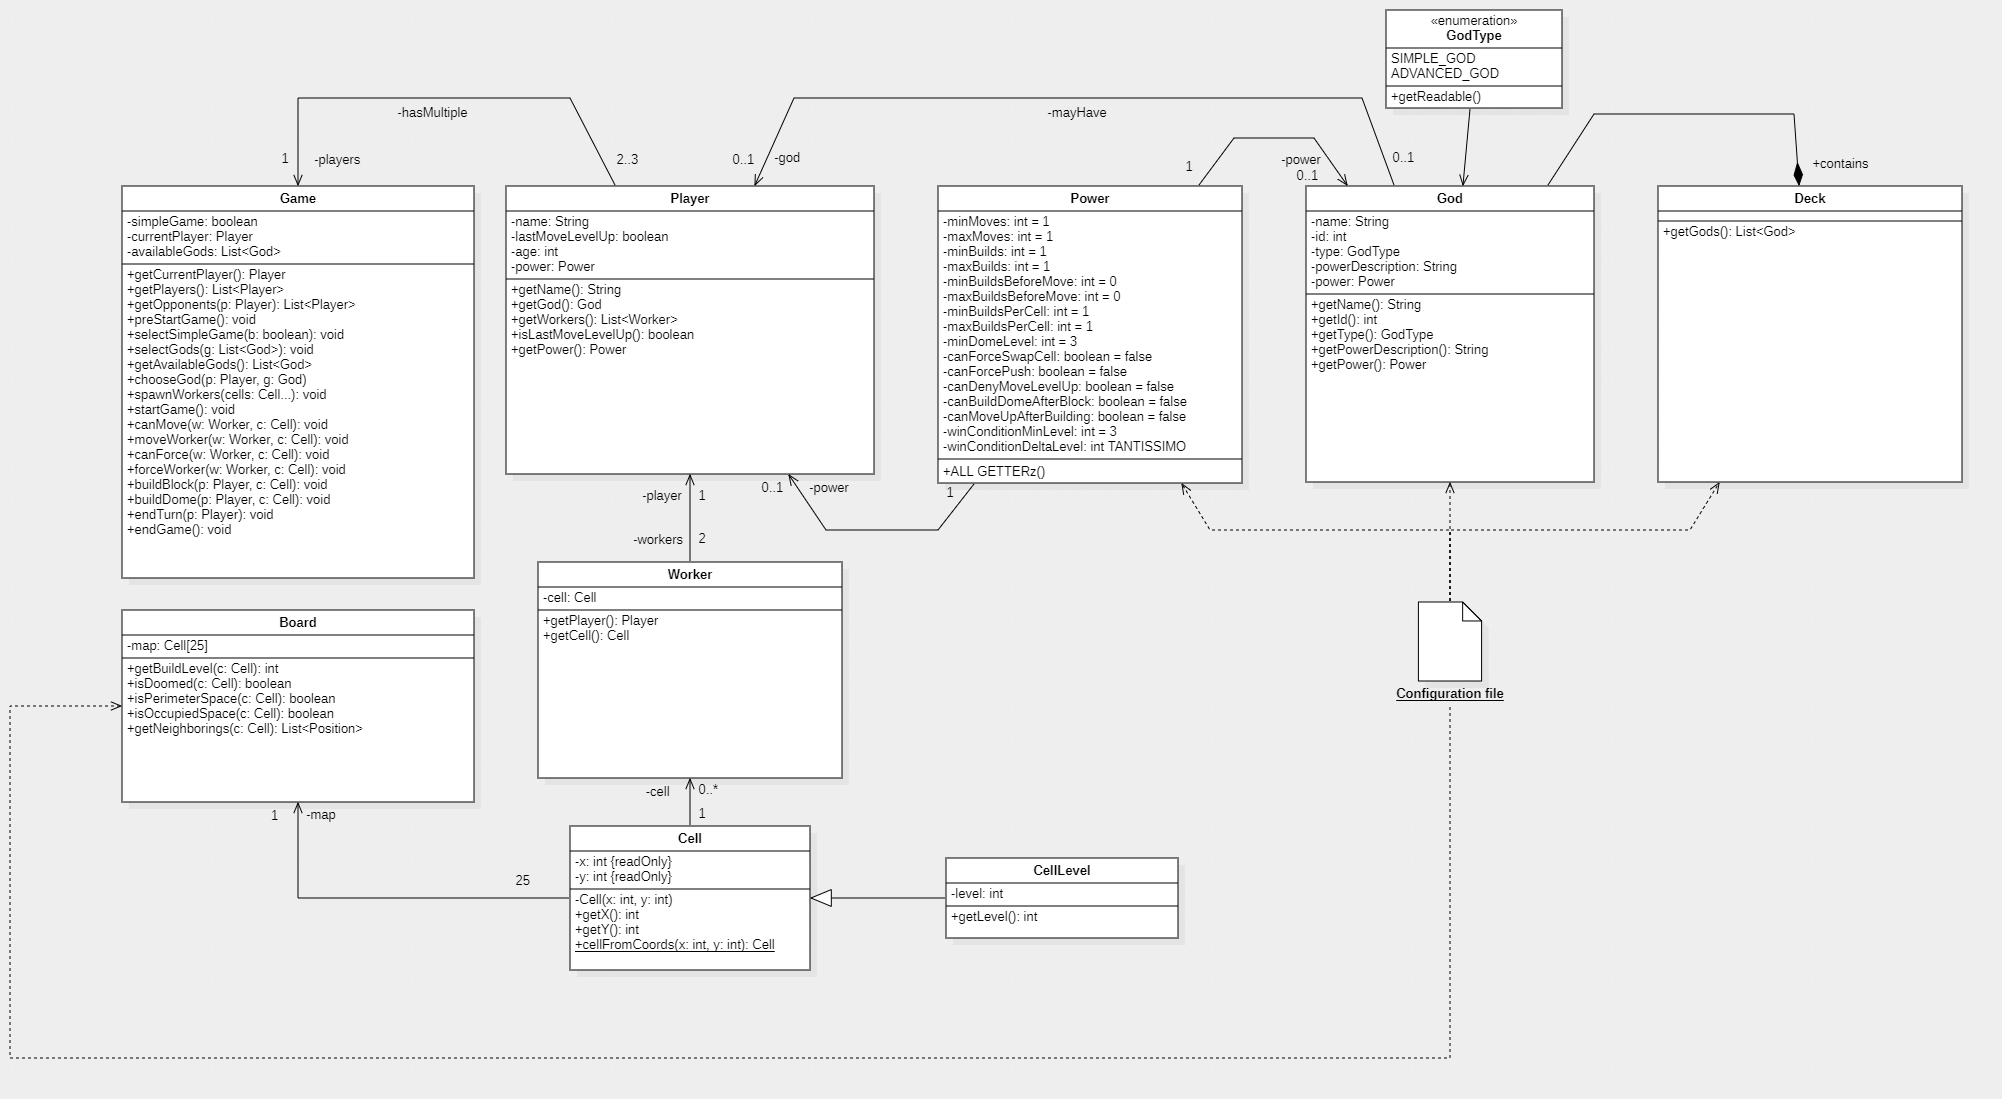 «enumeration»
GodType
SIMPLE_GOD
ADVANCED_GOD
+getReadable()
-hasMultiple
-mayHave
1
-players
2..3
0..1
-god
1
-power
0..1
0..1
+contains
Game
-simpleGame: boolean
-currentPlayer: Player
-availableGods: List<God>
+getCurrentPlayer(): Player
+getPlayers(): List<Player>
+getOpponents(p: Player): List<Player>
+preStartGame(): void
+selectSimpleGame(b: boolean): void
+selectGods(g: List<God>): void
+getAvailableGods(): List<God>
+chooseGod(p: Player, g: God)
+spawnWorkers(cells: Cell...): void
+startGame(): void
+canMove(w: Worker, c: Cell): void
+moveWorker(w: Worker, c: Cell): void
+canForce(w: Worker, c: Cell): void
+forceWorker(w: Worker, c: Cell): void
+buildBlock(p: Player, c: Cell): void
+buildDome(p: Player, c: Cell): void
+endTurn(p: Player): void
+endGame(): void
Player
-name: String
-lastMoveLevelUp: boolean
-age: int
-power: Power
+getName(): String
+getGod(): God
+getWorkers(): List<Worker>
+isLastMoveLevelUp(): boolean
+getPower(): Power
Power
-minMoves: int = 1
-maxMoves: int = 1
-minBuilds: int = 1
-maxBuilds: int = 1
-minBuildsBeforeMove: int = 0
-maxBuildsBeforeMove: int = 0
-minBuildsPerCell: int = 1
-maxBuildsPerCell: int = 1
-minDomeLevel: int = 3
-canForceSwapCell: boolean = false
-canForcePush: boolean = false
-canDenyMoveLevelUp: boolean = false
-canBuildDomeAfterBlock: boolean = false
-canMoveUpAfterBuilding: boolean = false
-winConditionMinLevel: int = 3
-winConditionDeltaLevel: int TANTISSIMO
+ALL GETTERz()
God
-name: String
-id: int
-type: GodType
-powerDescription: String
-power: Power
+getName(): String
+getId(): int
+getType(): GodType
+getPowerDescription(): String
+getPower(): Power
Deck
+getGods(): List<God>
-player
1
0..1
-power
1
-workers
2
Worker
-cell: Cell
+getPlayer(): Player
+getCell(): Cell
Board
-map: Cell[25]
+getBuildLevel(c: Cell): int
+isDoomed(c: Cell): boolean
+isPerimeterSpace(c: Cell): boolean
+isOccupiedSpace(c: Cell): boolean
+getNeighborings(c: Cell): List<Position>
Configuration file
-cell
0..*
1
1
-map
25
Cell
-x: int {readOnly}
-y: int {readOnly}
-Cell(x: int, y: int)
+getX(): int
+getY(): int
+cellFromCoords(x: int, y: int): Cell
CellLevel
-level: int
+getLevel(): int